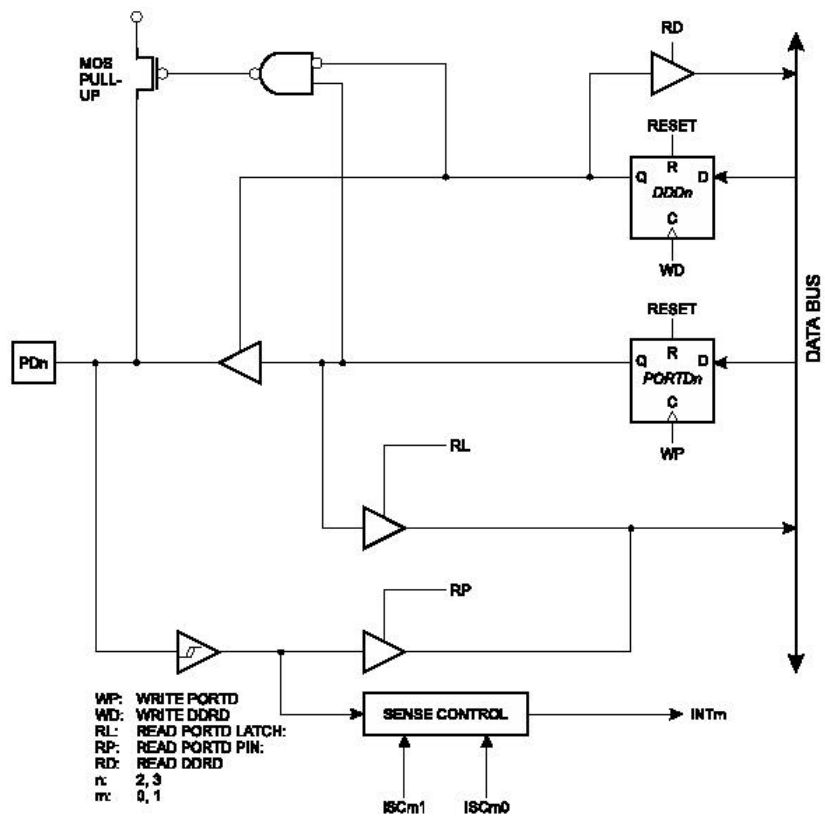 RD
MOS
PULL-
UP
RESET
R
Q
D
DDDn
C
WD
RESET
R
Q
D
PORTDn
C
WP
PDn
DATA BUS
RL
RP
SENSE CONTROL
INTm
ISCm1
ISCm0
WP: WRITE PORTD
WD: WRITE DDRD
RL: READ PORTD LATCH:
RP: READ PORTD PIN:
RD: READ DDRD
n: 2, 3
m: 0, 1